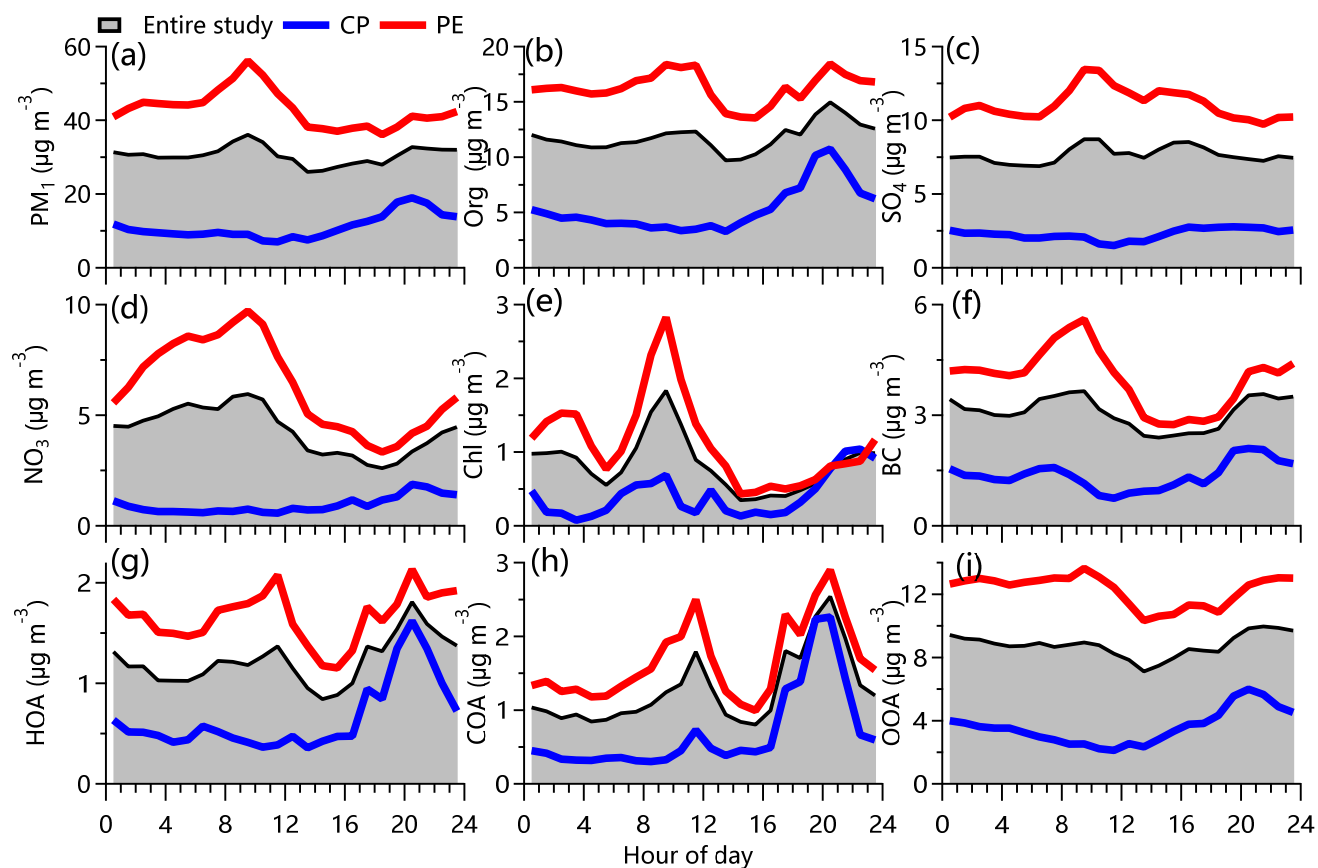 Entire study CP PE
(a) (b) (c)
PM1 (µg m-3)
60
40
20
0
Org (µg m-3)
20
15
10
5
0
SO4 (µg m-3)
15
10
5
0
(d) (e) (f)
NO3 (µg m-3)
10
5
0
Chl (µg m-3)
3
2
1
0
BC (µg m-3)
6
3
0
(g) (h) (i)
HOA (µg m-3)
2
1
0
COA (µg m-3)
3
2
1
0
OOA (µg m-3)
12
8
4
0
0 4 8 12 16 20 24
0 4 8 12 16 20 24
0 4 8 12 16 20 24
Hour of day